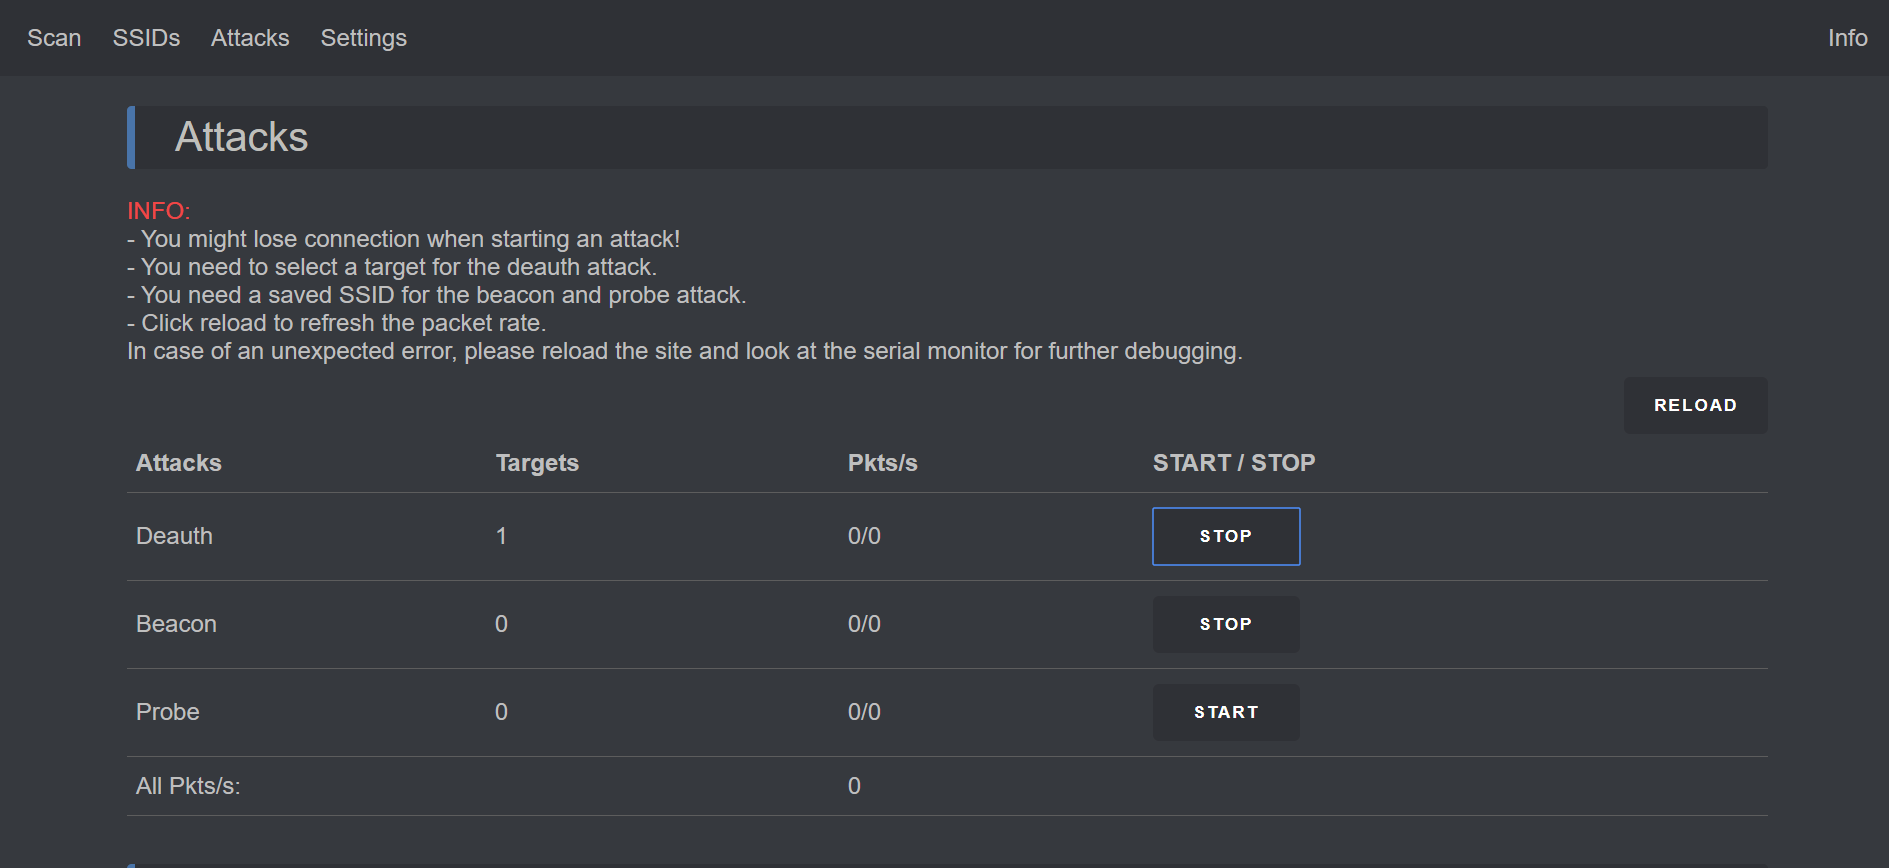 Scan SSIDs Attacks Settings Info
Attacks
INFO:
- You might lose connection when starting an attack!
- You need to select a target for the deauth attack.
- You need a saved SSID for the beacon and probe attack.
- Click reload to refresh the packet rate.
In case of an unexpected error, please reload the site and look at the serial monitor for further debugging.
RELOAD
Attacks Targets Pkts/s START / STOP
Deauth 1 0/0 STOP
Beacon 0 0/0 STOP
Probe 0 0/0 START
All Pkts/s: 0